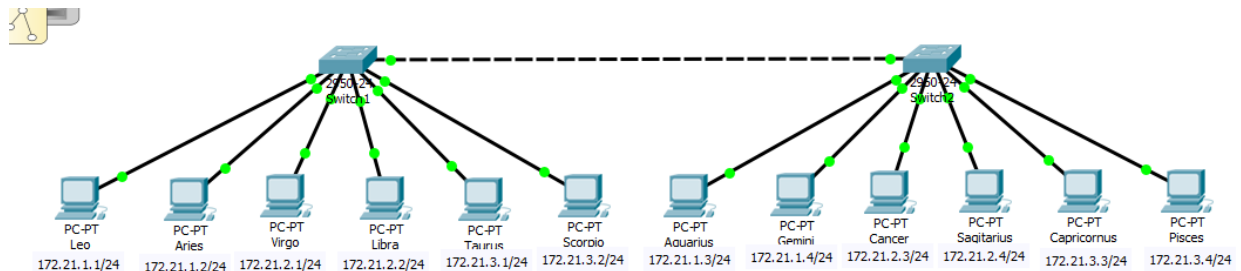 2950-24
Switch1
2950-24
Switch2
PC-PT
Leo
172.21.1.1/24
PC-PT
Aries
172.21.1.2/24
PC-PT
Virgo
172.21.2.1/24
PC-PT
Libra
172.21.2.2/24
PC-PT
Taurus
172.21.3.1/24
PC-PT
Scorpio
172.21.3.2/24
PC-PT
Aquarius
172.21.1.3/24
PC-PT
Gemini
172.21.1.4/24
PC-PT
Cancer
172.21.2.3/24
PC-PT
Sagitarius
172.21.2.4/24
PC-PT
Capricornus
172.21.3.3/24
PC-PT
Pisces
172.21.3.4/24